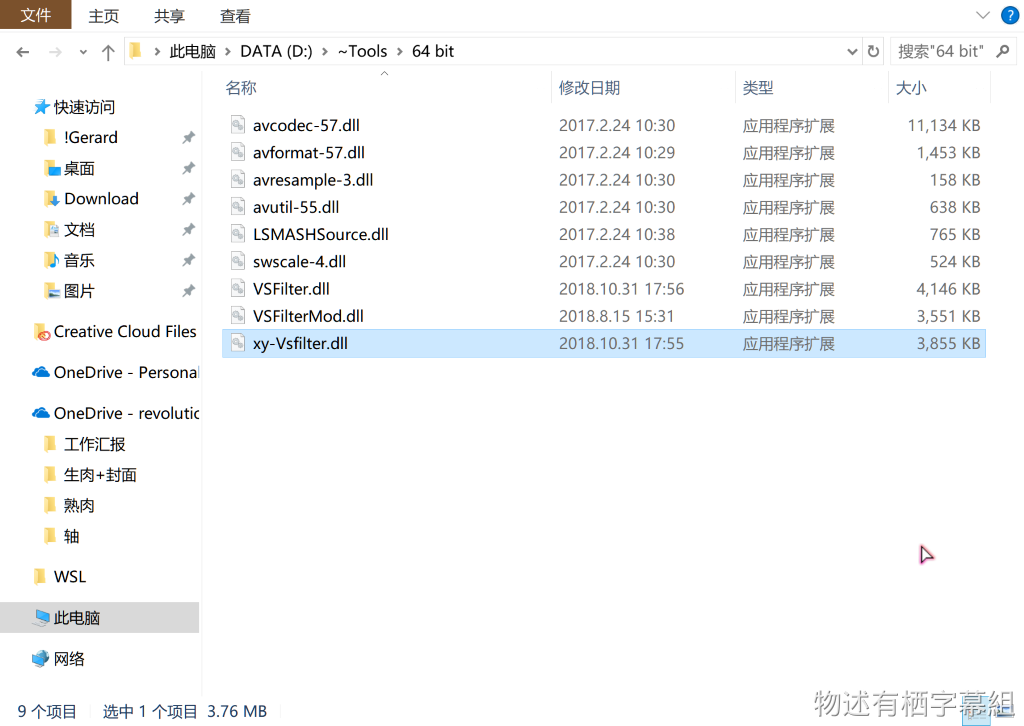 文件 主页 共享 查看
此电脑 DATA (D:) ~Tools 64 bit 搜索"64 bit"
名称 修改日期 类型 大小
快速访问
!Gerard
桌面
Download
文档
音乐
图片
Creative Cloud Files
OneDrive - Personal
OneDrive - revolutic
工作汇报
生肉+封面
熟肉
轴
WSL
此电脑
网络
avcodec-57.dll 2017.2.24 10:30 应用程序扩展 11,134 KB
avformat-57.dll 2017.2.24 10:29 应用程序扩展 1,453 KB
avresample-3.dll 2017.2.24 10:30 应用程序扩展 158 KB
avutil-55.dll 2017.2.24 10:30 应用程序扩展 638 KB
LSMASHSource.dll 2017.2.24 10:38 应用程序扩展 765 KB
swscale-4.dll 2017.2.24 10:30 应用程序扩展 524 KB
VSFilter.dll 2018.10.31 17:56 应用程序扩展 4,146 KB
VSFilterMod.dll 2018.8.15 15:31 应用程序扩展 3,551 KB
xy-Vsfilter.dll 2018.10.31 17:55 应用程序扩展 3,855 KB
9 个项目 选中 1 个项目 3.76 MB
物述有栖字幕組